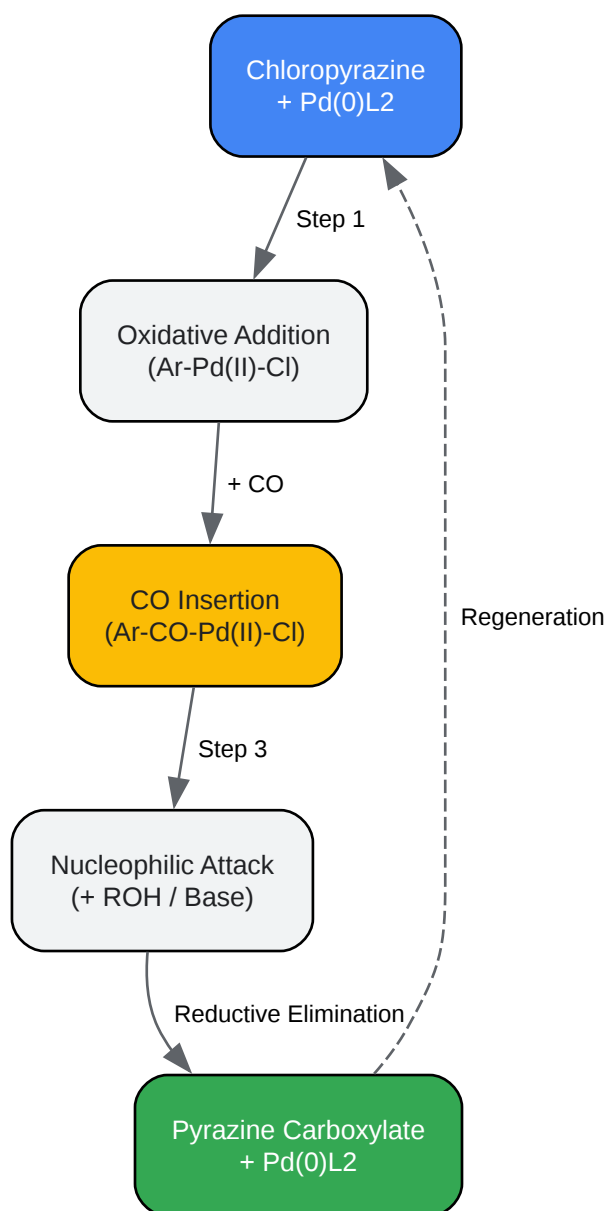 Chloropyrazine
+ Pd(0)L2
Step 1
Oxidative Addition
(Ar-Pd(II)-Cl)
+ CO
CO Insertion
(Ar-CO-Pd(II)-Cl)
Regeneration
Step 3
Nucleophilic Attack
(+ ROH / Base)
Reductive Elimination
Pyrazine Carboxylate
+ Pd(0)L2